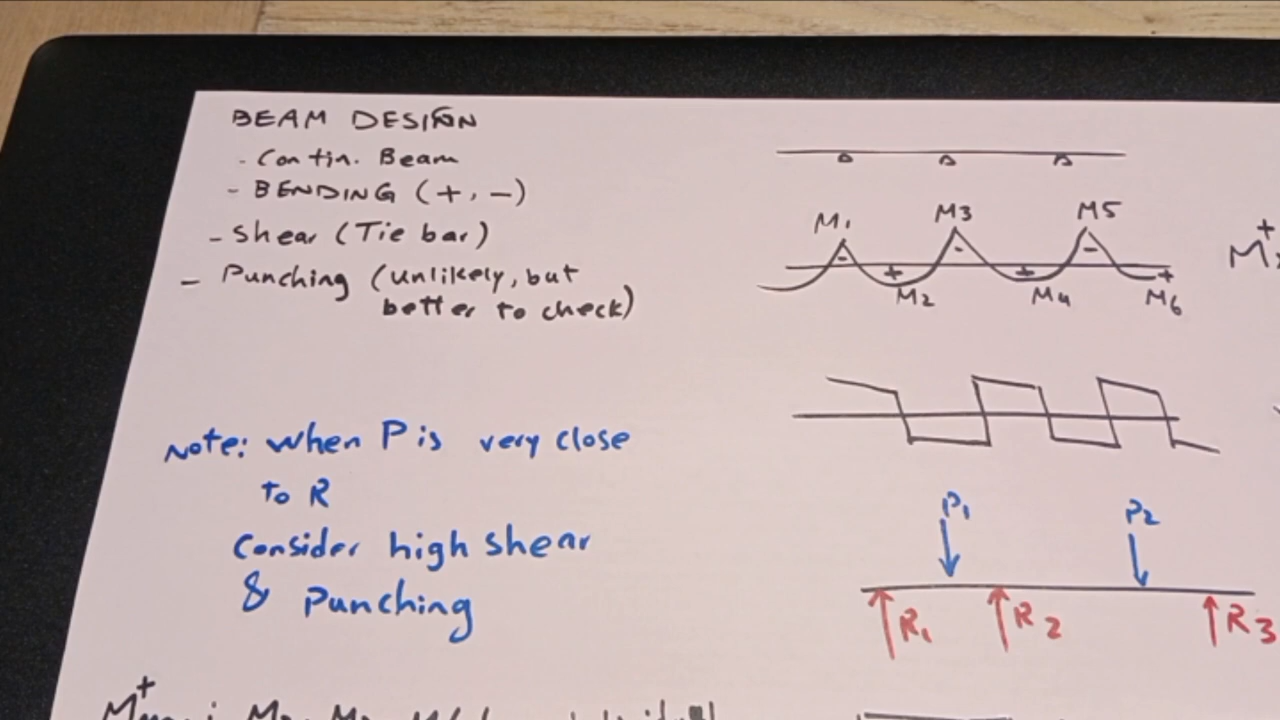 BEAM DESIGN
- Contin. Beam
- BENDING (+, -)
- Shear (Tie bar)
- Punching (unlikely, but
better to check)
Note: when P is very close
to R
Consider high shear
& Punching
M1 M3 M5
- - -
+ + +
M2 M4 M6
M+
P1 P2
R1 R2 R3
M+